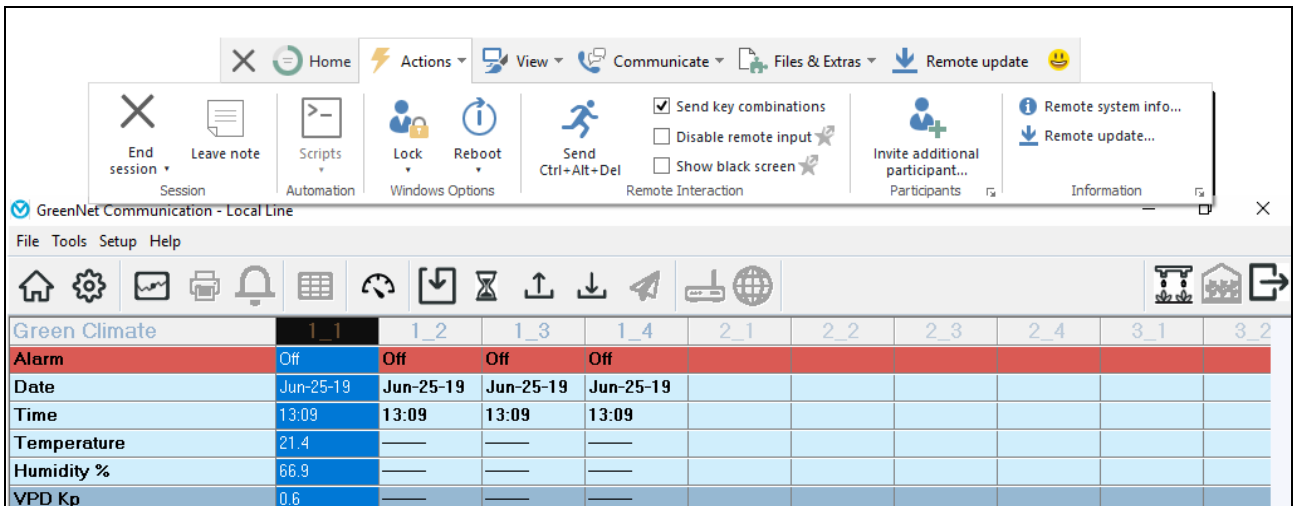 Home Actions View Communicate Files & Extras Remote update
End session Leave note Scripts Lock Reboot Send Ctrl+Alt+Del
Send key combinations
Disable remote input
Show black screen
Invite additional participant...
Remote system info...
Remote update...
Session Automation Windows Options Remote Interaction Participants Information
GreenNet Communication - Local Line
File Tools Setup Help
Green Climate 1_1 1_2 1_3 1_4 2_1 2_2 2_3 2_4 3_1 3_2
Alarm Off Off Off Off
Date Jun-25-19 Jun-25-19 Jun-25-19 Jun-25-19
Time 13:09 13:09 13:09 13:09
Temperature 21.4 —— —— ——
Humidity % 66.9 —— —— ——
VPD Kp 0.6 —— —— ——